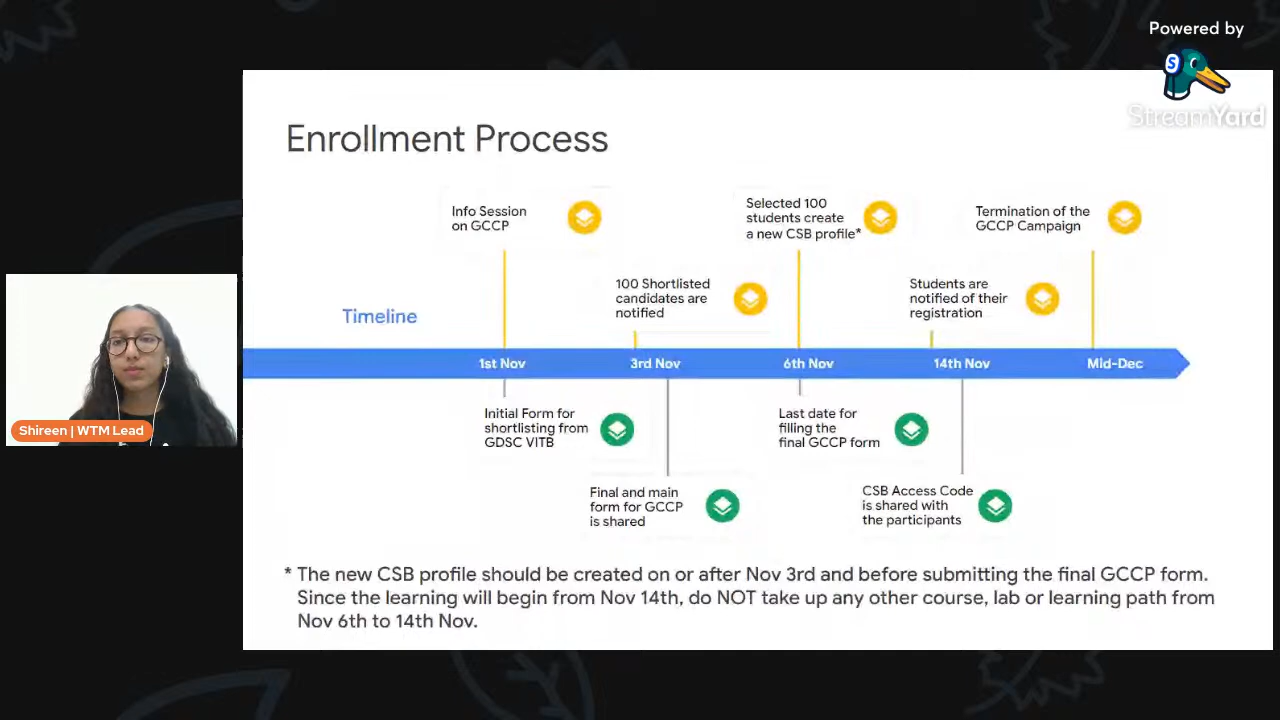 Powered by
S
StreamYard
Enrollment Process
Info Session
on GCCP
Selected 100
students create
a new CSB profile*
Termination of the
GCCP Campaign
100 Shortlisted
candidates are
notified
Students are
notified of their
registration
Timeline
1st Nov
3rd Nov
6th Nov
14th Nov
Mid-Dec
Initial Form for
shortlisting from
GDSC VITB
Last date for
filling the
final GCCP form
Final and main
form for GCCP
is shared
CSB Access Code
is shared with
the participants
Shireen | WTM Lead
* The new CSB profile should be created on or after Nov 3rd and before submitting the final GCCP form.
Since the learning will begin from Nov 14th, do NOT take up any other course, lab or learning path from
Nov 6th to 14th Nov.